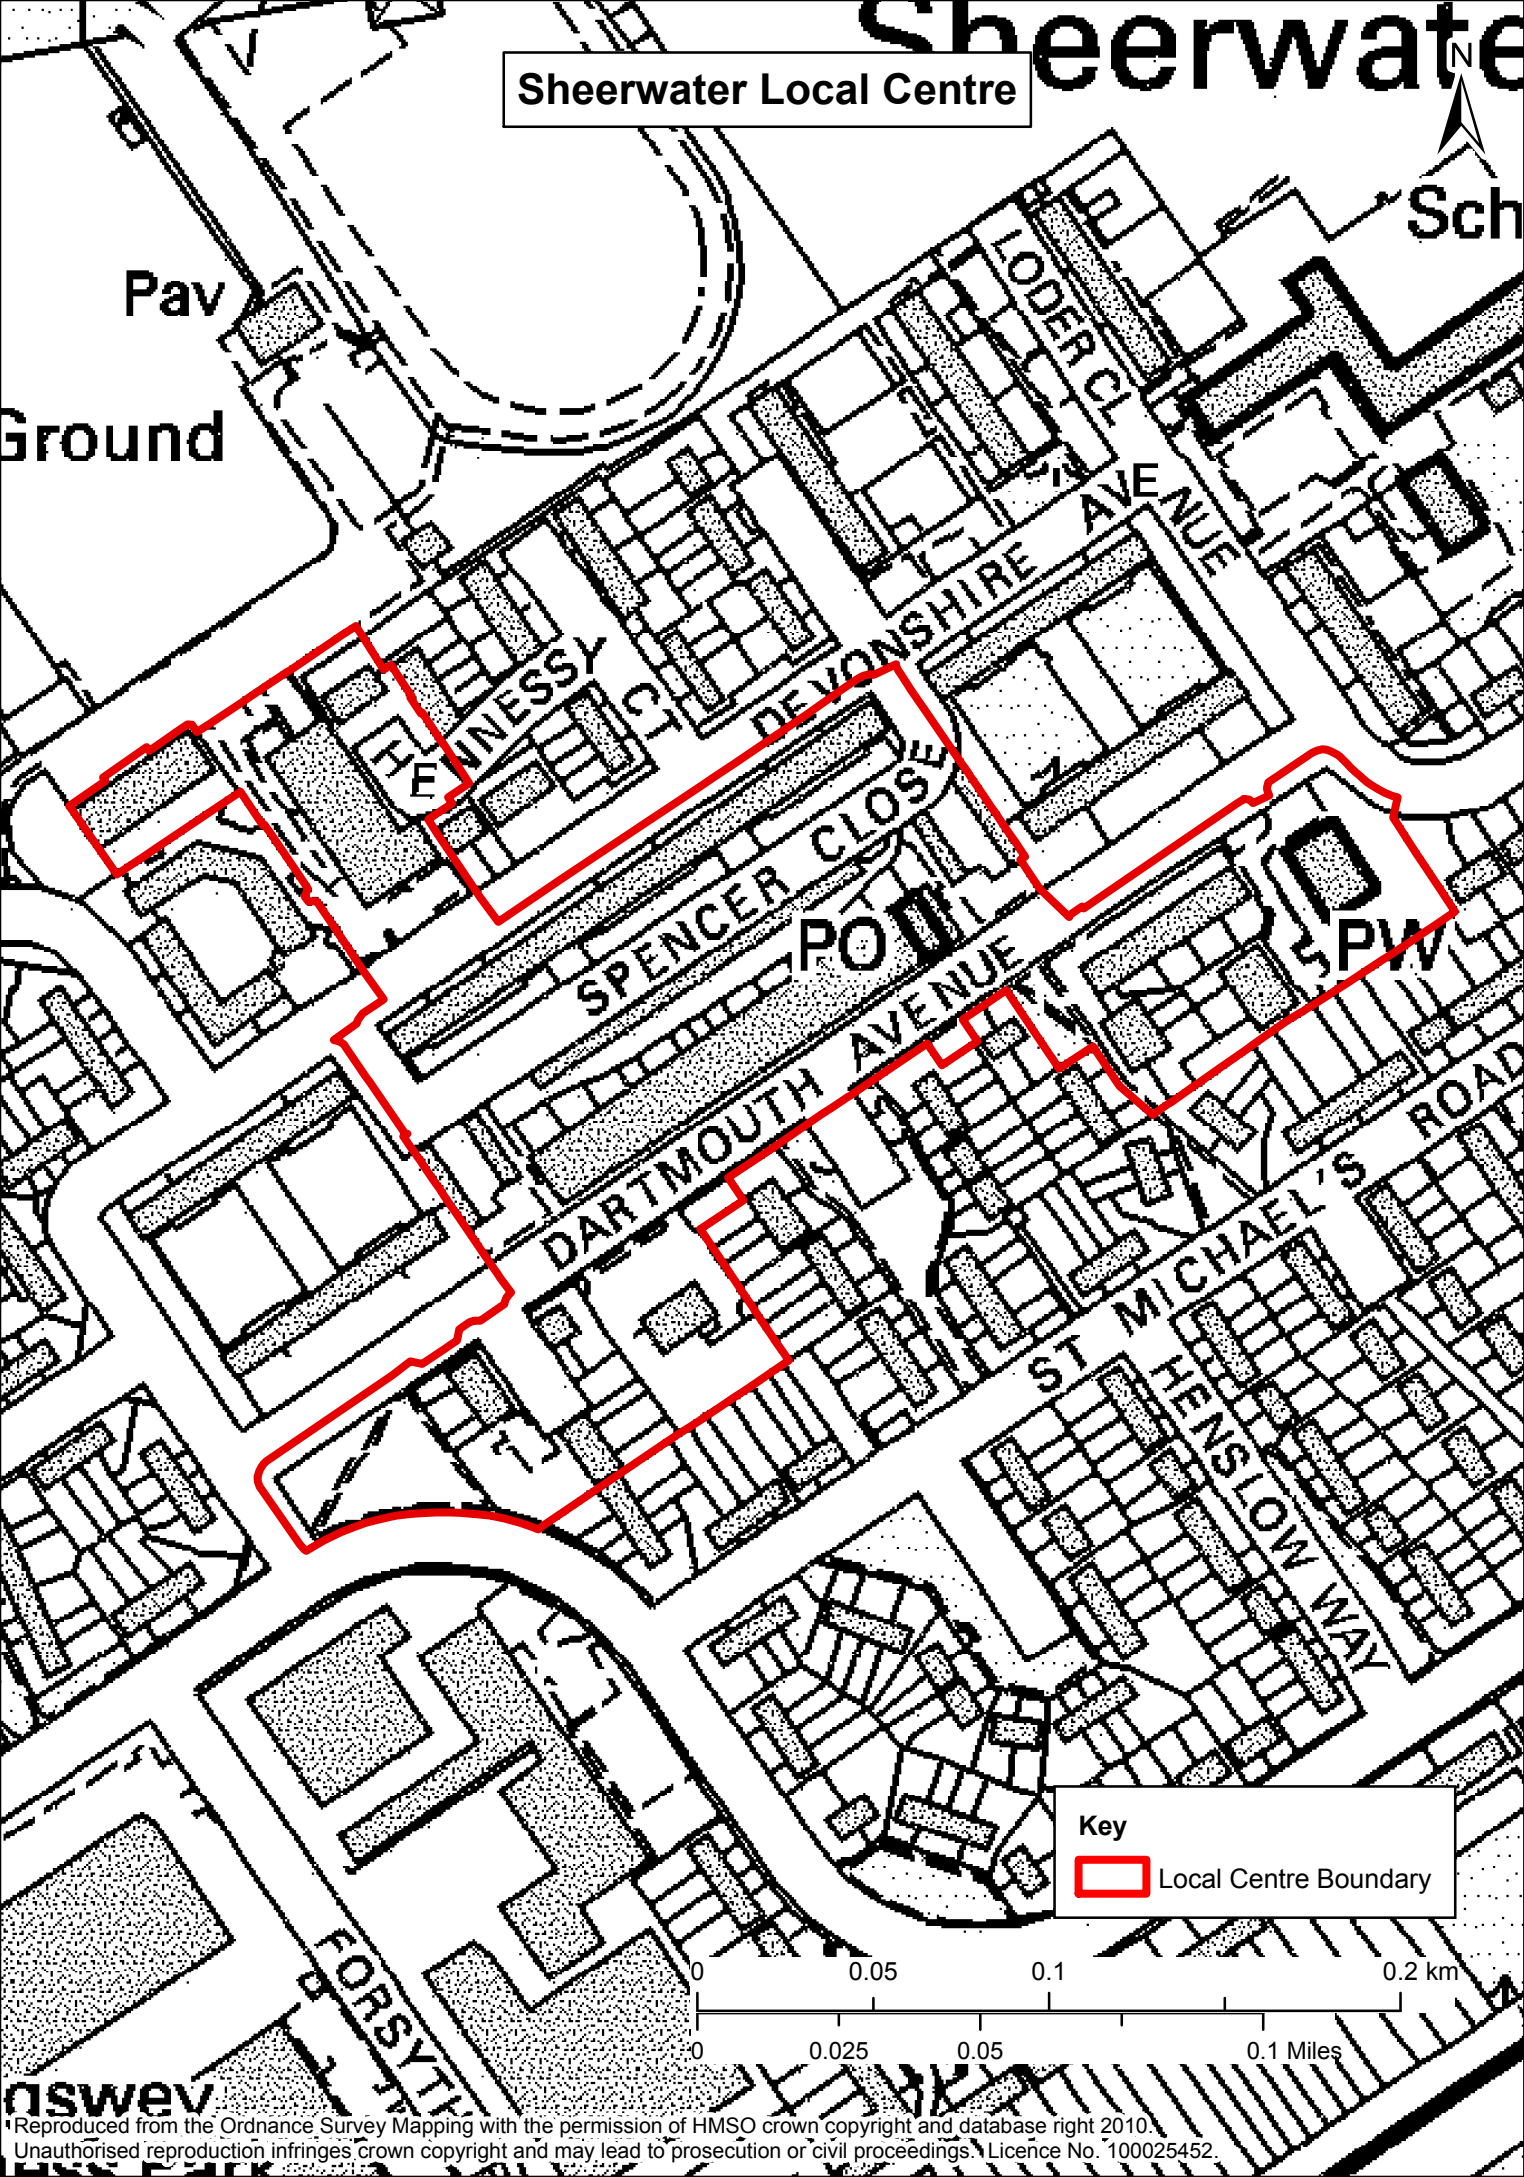 Sheerwate
Sheerwater Local Centre
N
Sch
Pav
LODER CL
Ground
AVE
NUE
DEVONSHIRE
HENNESSY
CT
SPENCER CLOSE
PO
PW
DARTMOUTH AVENUE
ST MICHAEL'S ROAD
HENSLOW WAY
FORSYTH
Key
Local Centre Boundary
0 0.05 0.1 0.2 km
0 0.025 0.05 0.1 Miles
Reproduced from the Ordnance Survey Mapping with the permission of HMSO crown copyright and database right 2010.
Unauthorised reproduction infringes crown copyright and may lead to prosecution or civil proceedings. Licence No. 100025452.